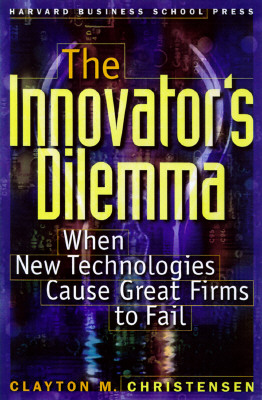 HARVARD BUSINESS SCHOOL PRESS
The
Innovator's
Dilemma
When
New Technologies
Cause Great Firms
to Fail
CLAYTON M. CHRISTENSEN